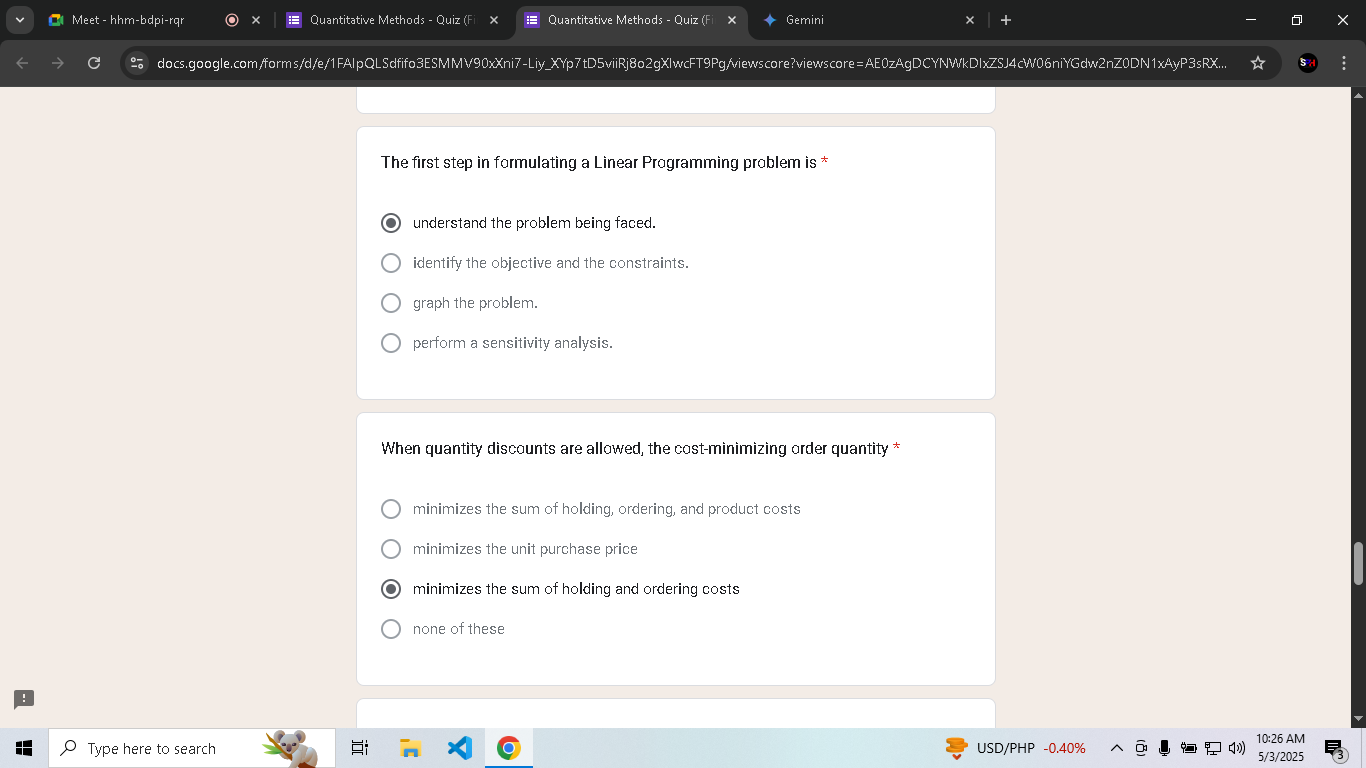 Meet - hhm-bdpi-rqr
Quantitative Methods - Quiz (Fi
Quantitative Methods - Quiz (Fi
Gemini
docs.google.com/forms/d/e/1FAIpQLSdfifo3ESMMV90xXni7-Liy_XYp7tD5viiRj8o2gXlwcFT9Pg/viewscore?viewscore=AE0zAgDCYNWkDIxZSJ4cW06niYGdw2nZ0DN1xAyP3sRX...
The first step in formulating a Linear Programming problem is *
understand the problem being faced.
identify the objective and the constraints.
graph the problem.
perform a sensitivity analysis.
When quantity discounts are allowed, the cost-minimizing order quantity *
minimizes the sum of holding, ordering, and product costs
minimizes the unit purchase price
minimizes the sum of holding and ordering costs
none of these
Type here to search
USD/PHP -0.40%
10:26 AM
5/3/2025
3